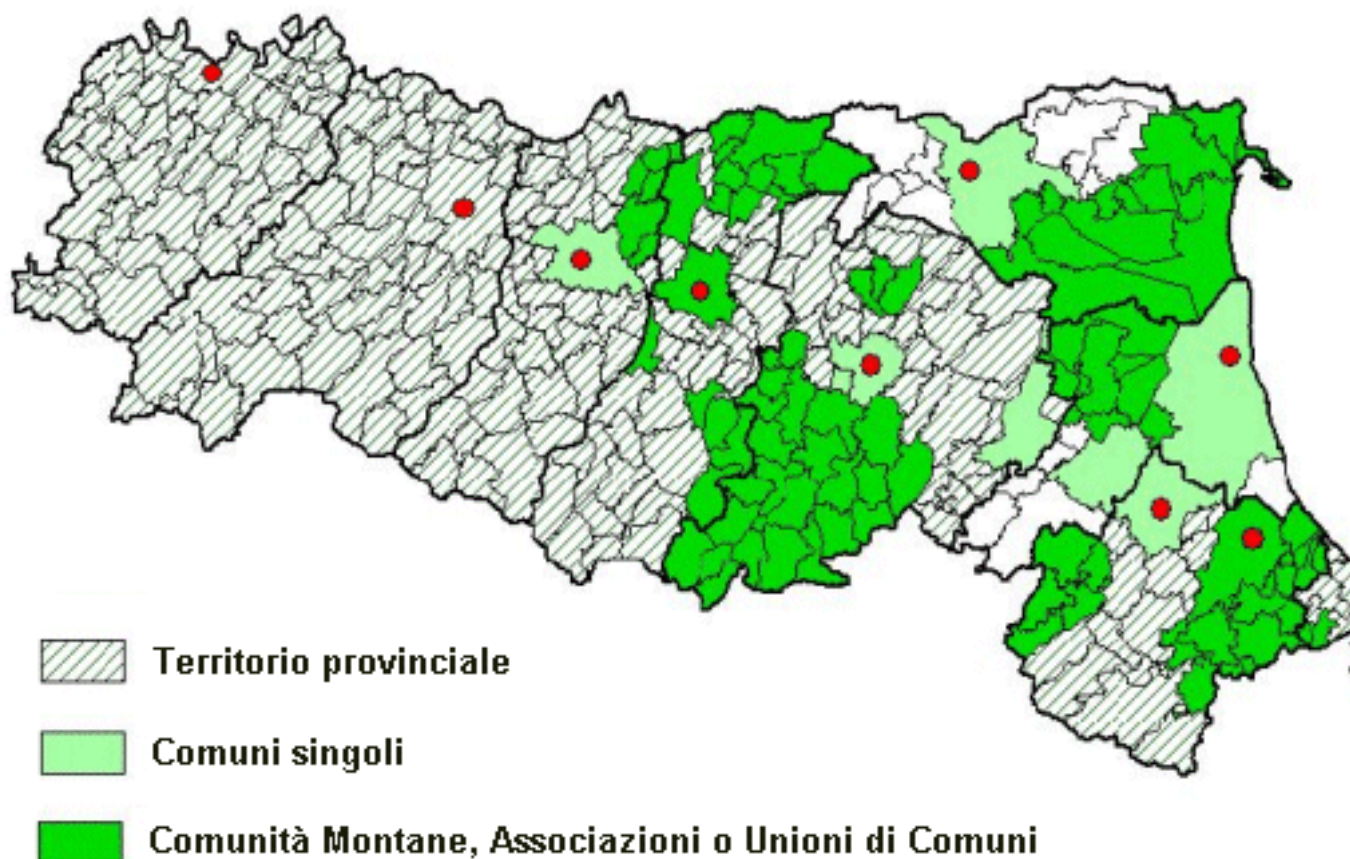 Territorio provinciale
Comuni singoli
Comunità Montane, Associazioni o Unioni di Comuni